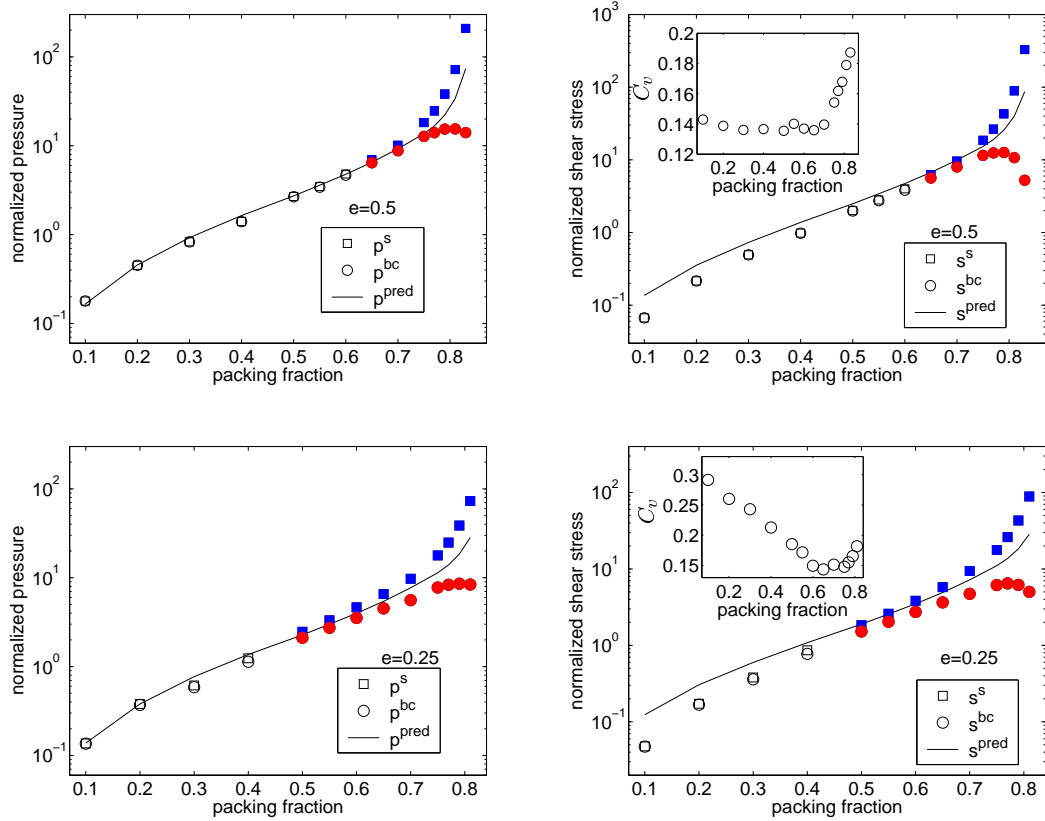 10^2
10^1
10^0
10^-1
normalized pressure
0.1 0.2 0.3 0.4 0.5 0.6 0.7 0.8
packing fraction
e=0.5
p^s
p^bc
p^pred
10^3
10^2
10^1
10^0
10^-1
normalized shear stress
0.1 0.2 0.3 0.4 0.5 0.6 0.7 0.8
packing fraction
0.2
0.18
0.16
0.14
0.12
C_v
0.2 0.4 0.6 0.8
packing fraction
e=0.5
s^s
s^bc
s^pred
10^2
10^1
10^0
10^-1
normalized pressure
0.1 0.2 0.3 0.4 0.5 0.6 0.7 0.8
packing fraction
e=0.25
p^s
p^bc
p^pred
10^2
10^1
10^0
10^-1
normalized shear stress
0.1 0.2 0.3 0.4 0.5 0.6 0.7 0.8
packing fraction
0.3
0.25
0.2
0.15
C_v
0.2 0.4 0.6 0.8
packing fraction
e=0.25
s^s
s^bc
s^pred